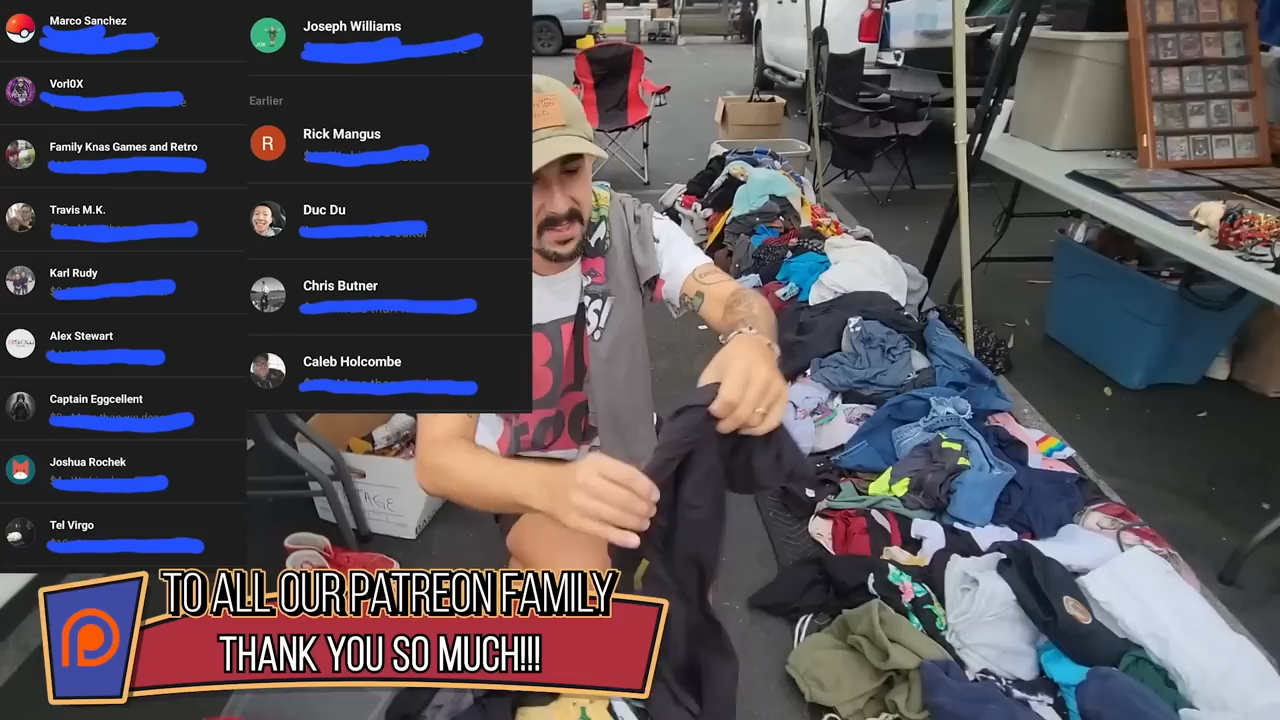 Marco Sanchez
Vorl0X
Family Knas Games and Retro
Travis M.K.
Karl Rudy
Alex Stewart
Captain Eggcellent
Joshua Rochek
Tel Virgo
Joseph Williams
Earlier
Rick Mangus
R
Duc Du
Chris Butner
Caleb Holcombe
TO ALL OUR PATREON FAMILY
THANK YOU SO MUCH!!!